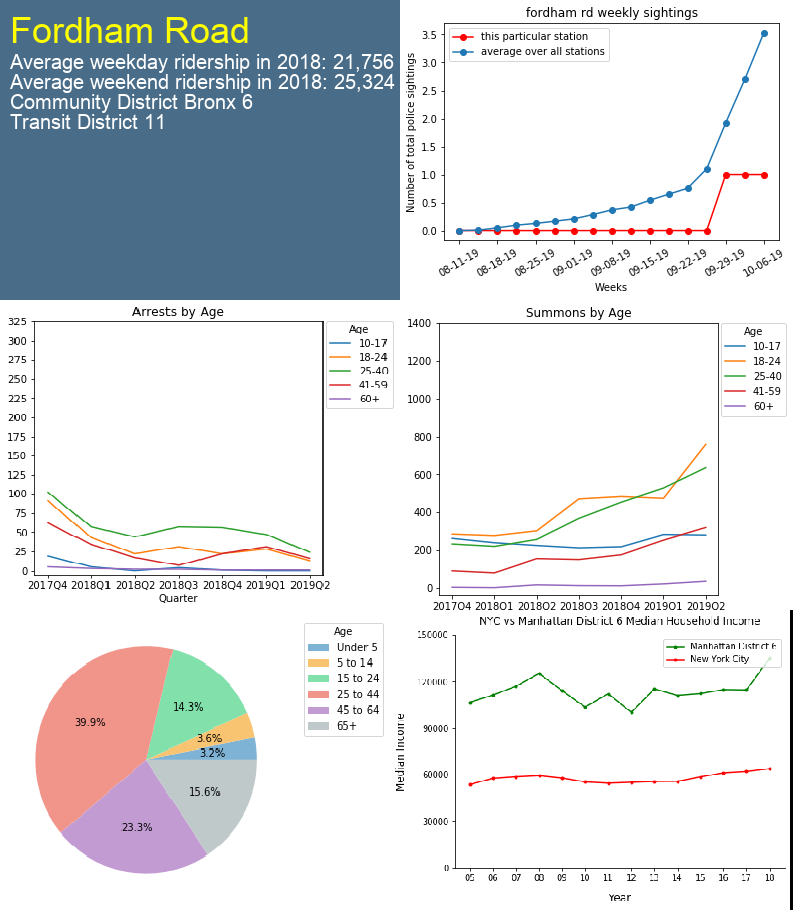 Fordham Road
Average weekday ridership in 2018: 21,756
Average weekend ridership in 2018: 25,324
Community District Bronx 6
Transit District 11
fordham rd weekly sightings
this particular station
average over all stations
Number of total police sightings
3.5
3.0
2.5
2.0
1.5
1.0
0.5
0.0
08-11-19
08-18-19
08-25-19
09-01-19
09-08-19
09-15-19
09-22-19
09-29-19
10-06-19
Weeks
Arrests by Age
325
300
275
250
225
200
175
150
125
100
75
50
25
0
2017Q4 2018Q1 2018Q2 2018Q3 2018Q4 2019Q1 2019Q2
Quarter
Age
10-17
18-24
25-40
41-59
60+
Summons by Age
1400
1200
1000
800
600
400
200
0
2017Q4 2018Q1 2018Q2 2018Q3 2018Q4 2019Q1 2019Q2
Age
10-17
18-24
25-40
41-59
60+
Age
Under 5
5 to 14
15 to 24
25 to 44
45 to 64
65+
39.9%
14.3%
3.6%
3.2%
15.6%
23.3%
NYC vs Manhattan District 6 Median Household Income
Manhattan District 6
New York City
Median Income
150000
120000
90000
60000
30000
0
05 06 07 08 09 10 11 12 13 14 15 16 17 18
Year